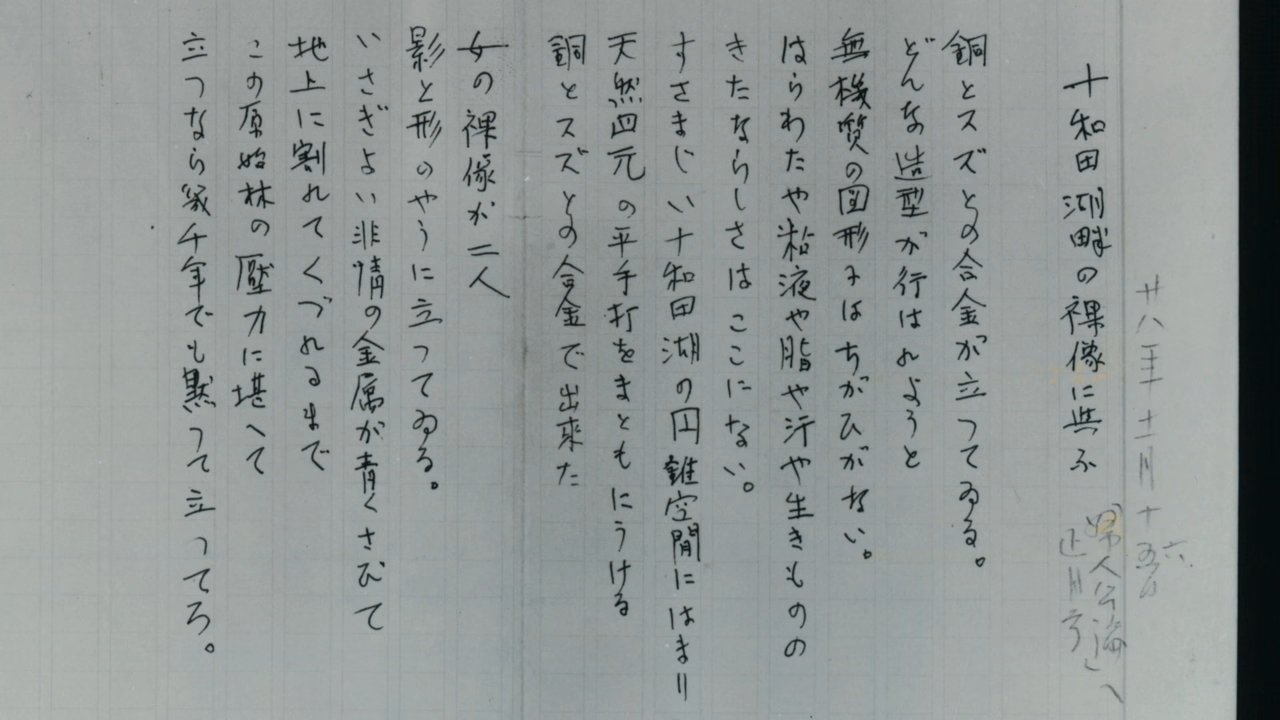 廿八年十一月十六日
「婦人公論」へ
正月号
十和田湖畔の裸像に與ふ
銅とスズとの合金が立つてゐる。
どんな造型が行はれようと
無機質の図形にはちがひがない。
はらわたや粘液や脂や汗や生きものの
きたならしさはここにない。
すさまじい十和田湖の円錐空間にはまり
天然四元の平手打をまともにうける
銅とスズとの合金で出来た
女の裸像が二人
影と形のやうに立つてゐる。
いさぎよい非情の金属が青くさびて
地上に割れてくづれるまで
この原始林の壓力に堪へて
立つなら幾千年でも黙つて立つてろ。